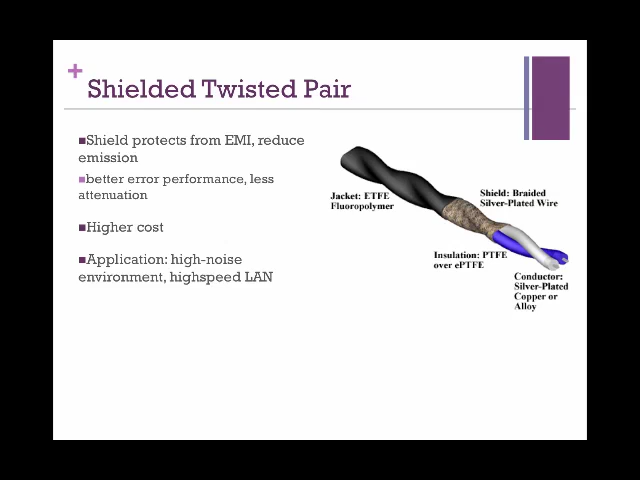 +
Shielded Twisted Pair
■Shield protects from EMI, reduce
emission
■better error performance, less
attenuation
■Higher cost
■Application: high-noise
environment, highspeed LAN
Jacket: ETFE
Fluoropolymer
Shield: Braided
Silver-Plated Wire
Insulation: PTFE
over ePTFE
Conductor:
Silver-Plated
Copper or
Alloy